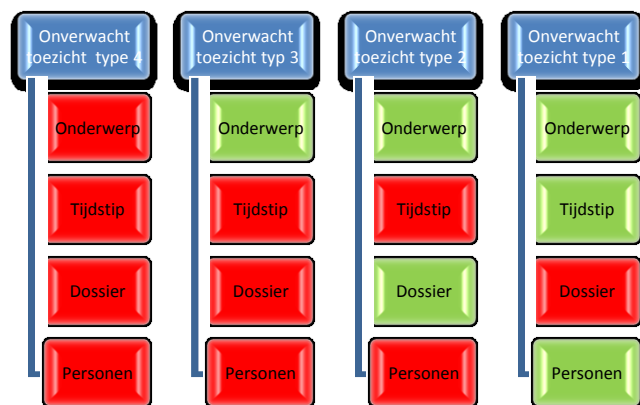 Onverwacht
toezicht type 4
Onderwerp
Tijdstip
Dossier
Personen
Onverwacht
toezicht typ 3
Onderwerp
Tijdstip
Dossier
Personen
Onverwacht
toezicht type 2
Onderwerp
Tijdstip
Dossier
Personen
Onverwacht
toezicht type 1
Onderwerp
Tijdstip
Dossier
Personen